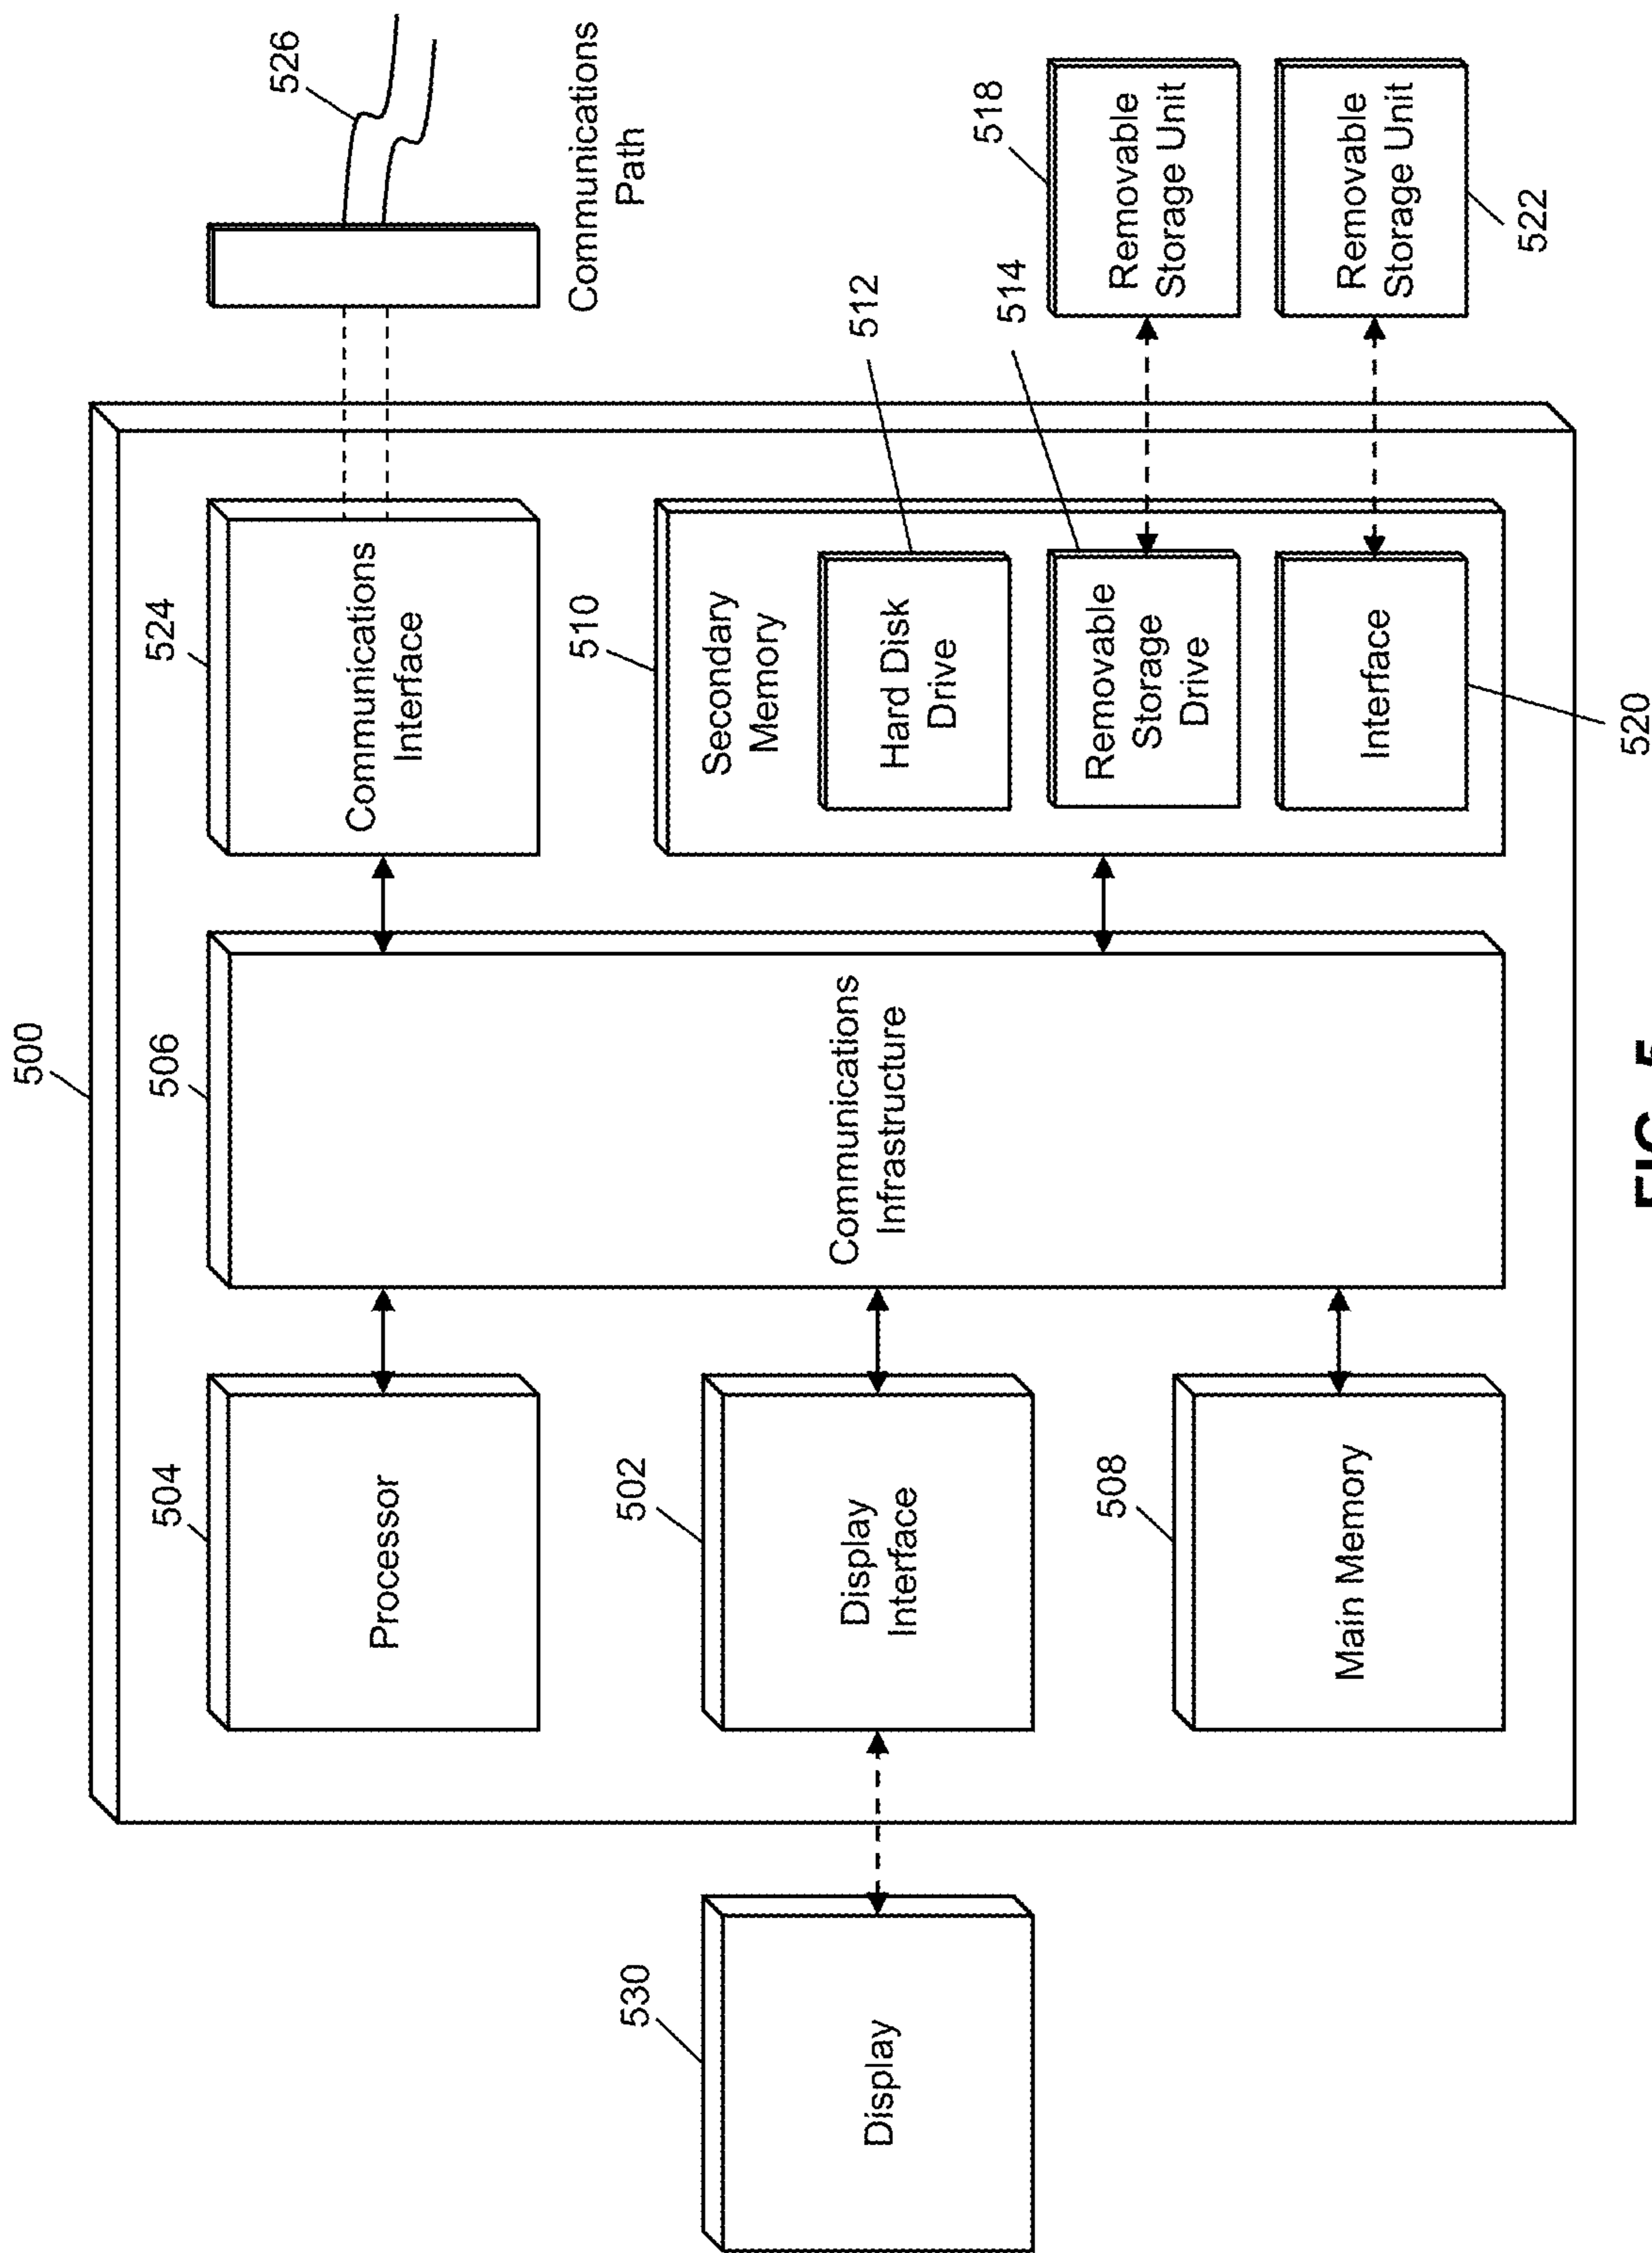 500
504
Processor
530
Display
502
Display
Interface
508
Main Memory
506
Communications
Infrastructure
524
Communications
Interface
510
Secondary
Memory
512
Hard Disk
Drive
514
Removable
Storage
Drive
Interface
520
526
Communications
Path
518
Removable
Storage Unit
Removable
Storage Unit
522
FIG. 5